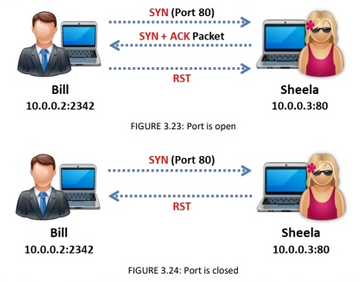 SYN (Port 80)
SYN + ACK Packet
RST
Bill
10.0.0.2:2342
Sheela
10.0.0.3:80
FIGURE 3.23: Port is open
SYN (Port 80)
RST
Bill
10.0.0.2:2342
Sheela
10.0.0.3:80
FIGURE 3.24: Port is closed